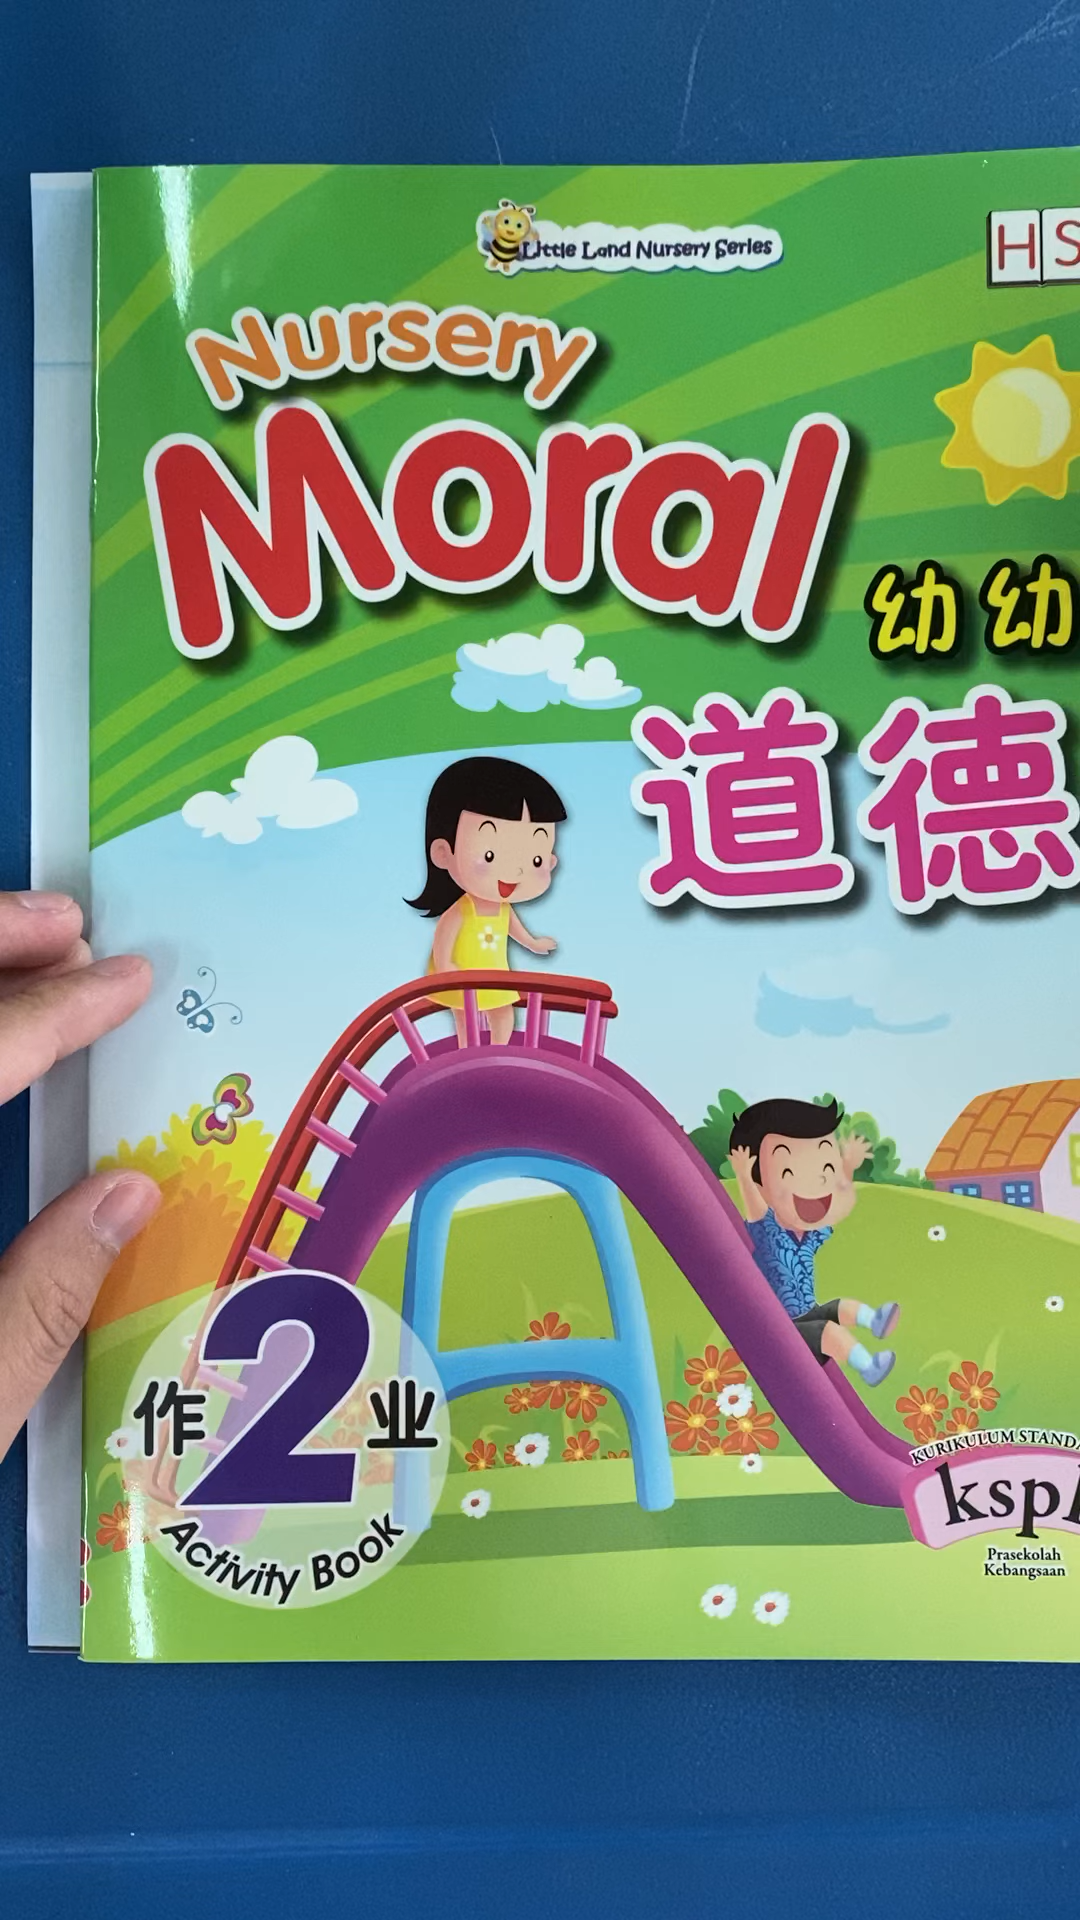 Little Land Nursery Series
HS
Nursery
Moral
幼幼
道德
作2业
Activity Book
KURIKULUM STANDA
kspk
Prasekolah
Kebangsaan